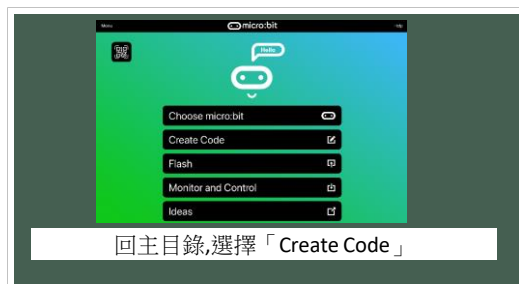 Menu
micro:bit
Help
Hello
Choose micro:bit
Create Code
Flash
Monitor and Control
Ideas
回主目錄,選擇「Create Code」